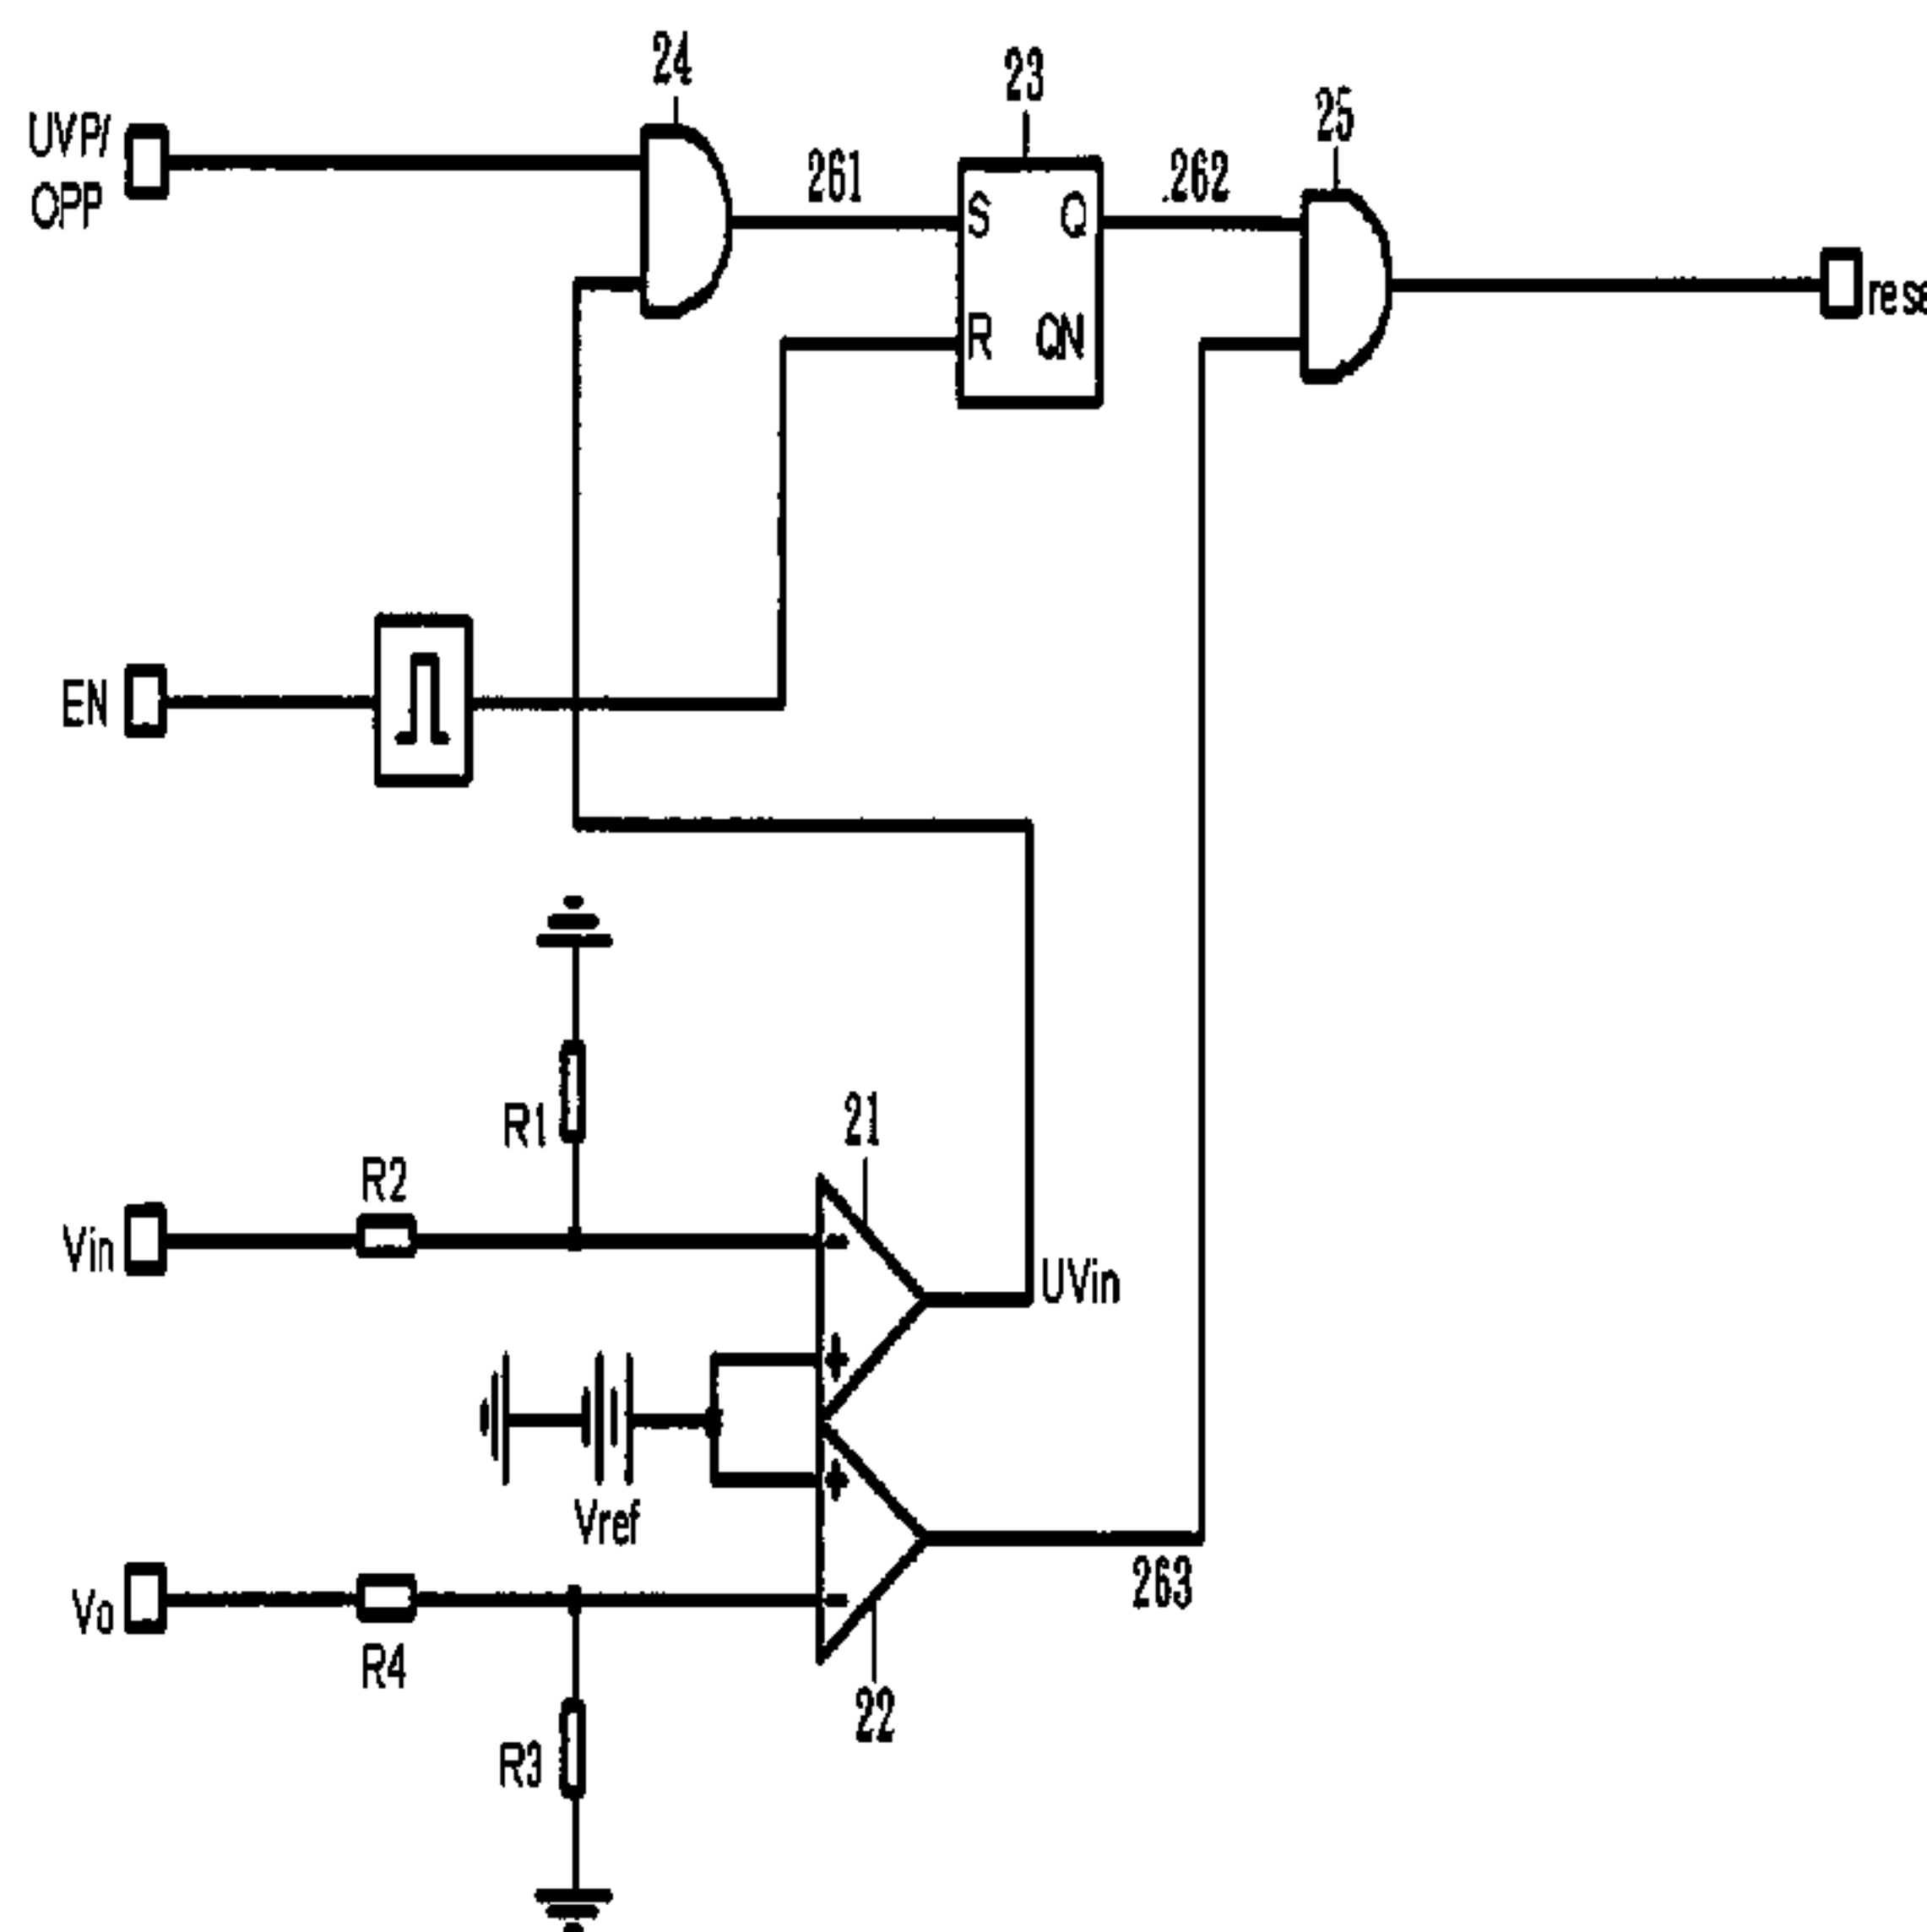 24
23
25
UVP/
OPP
261
.262
S
Q
R
QN
rese
EN
R1
21
R2
Vin
UVin
Vref
Vo
263
R4
22
R3